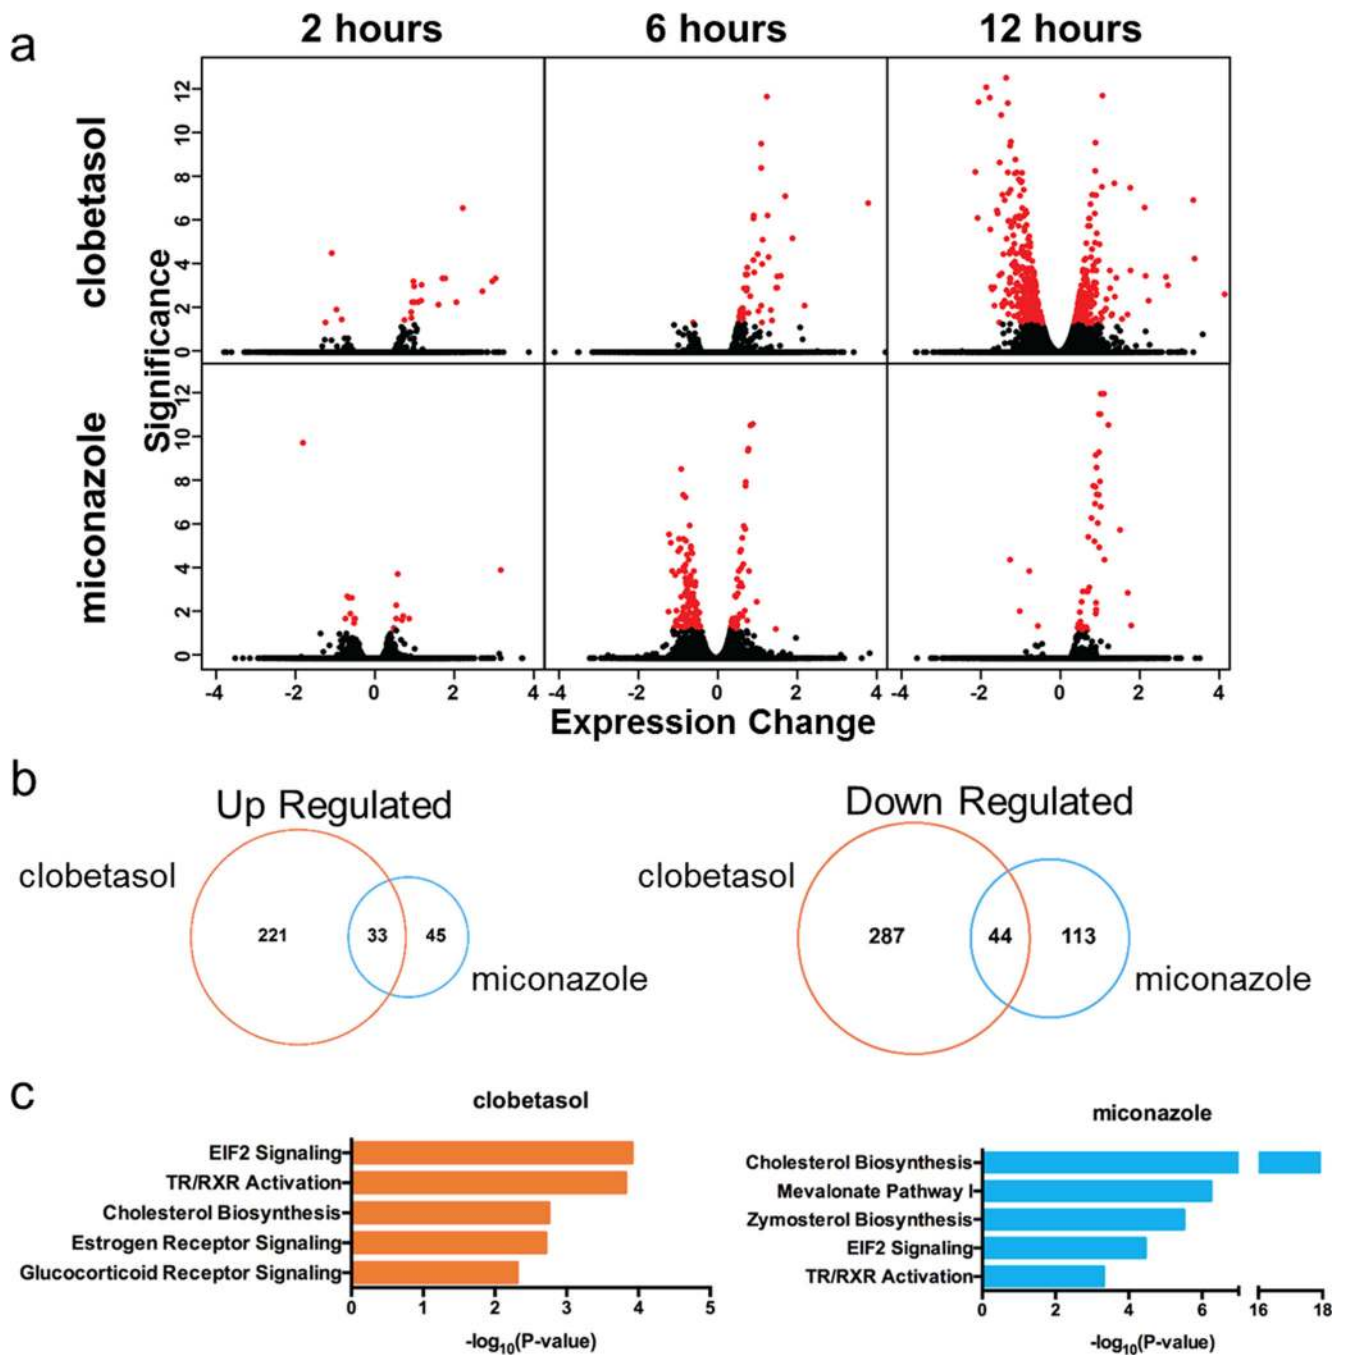 a
2 hours 6 hours 12 hours
clobetasol
miconazole
Significance
0 2 4 6 8 10 12
0 2 4 6 8 10 12
-4 -2 0 2 4 -4 -2 0 2 4 -4 -2 0 2 4
Expression Change
b
Up Regulated
clobetasol
221 33 45
miconazole
Down Regulated
clobetasol
287 44 113
miconazole
c
clobetasol
EIF2 Signaling
TR/RXR Activation
Cholesterol Biosynthesis
Estrogen Receptor Signaling
Glucocorticoid Receptor Signaling
0 1 2 3 4 5
-log10(P-value)
miconazole
Cholesterol Biosynthesis
Mevalonate Pathway I
Zymosterol Biosynthesis
EIF2 Signaling
TR/RXR Activation
0 2 4 6 16 18
-log10(P-value)